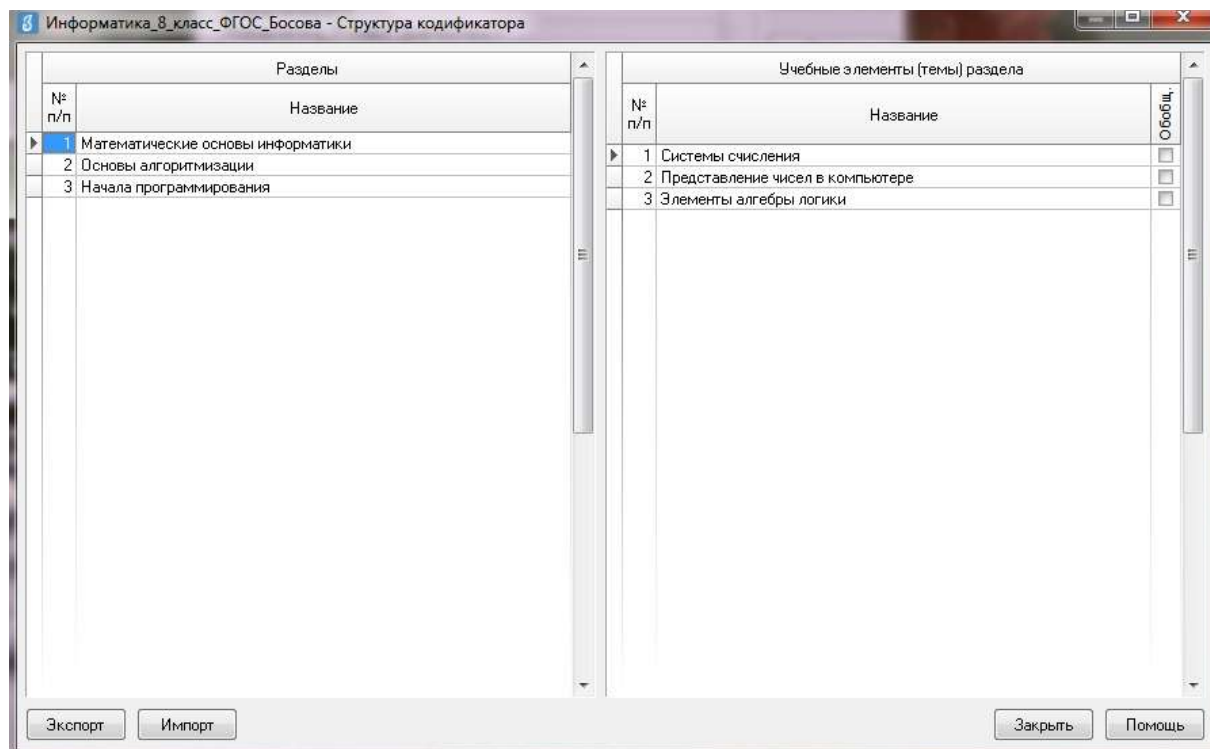 Информатика_8_класс_ФГОС_Босова - Структура кодификатора
Разделы
№ п/п
Название
1 Математические основы информатики
2 Основы алгоритмизации
3 Начала программирования
Учебные элементы (темы) раздела
№ п/п
Название
Обобщ.
1 Системы счисления
2 Представление чисел в компьютере
3 Элементы алгебры логики
Экспорт
Импорт
Закрыть
Помощь